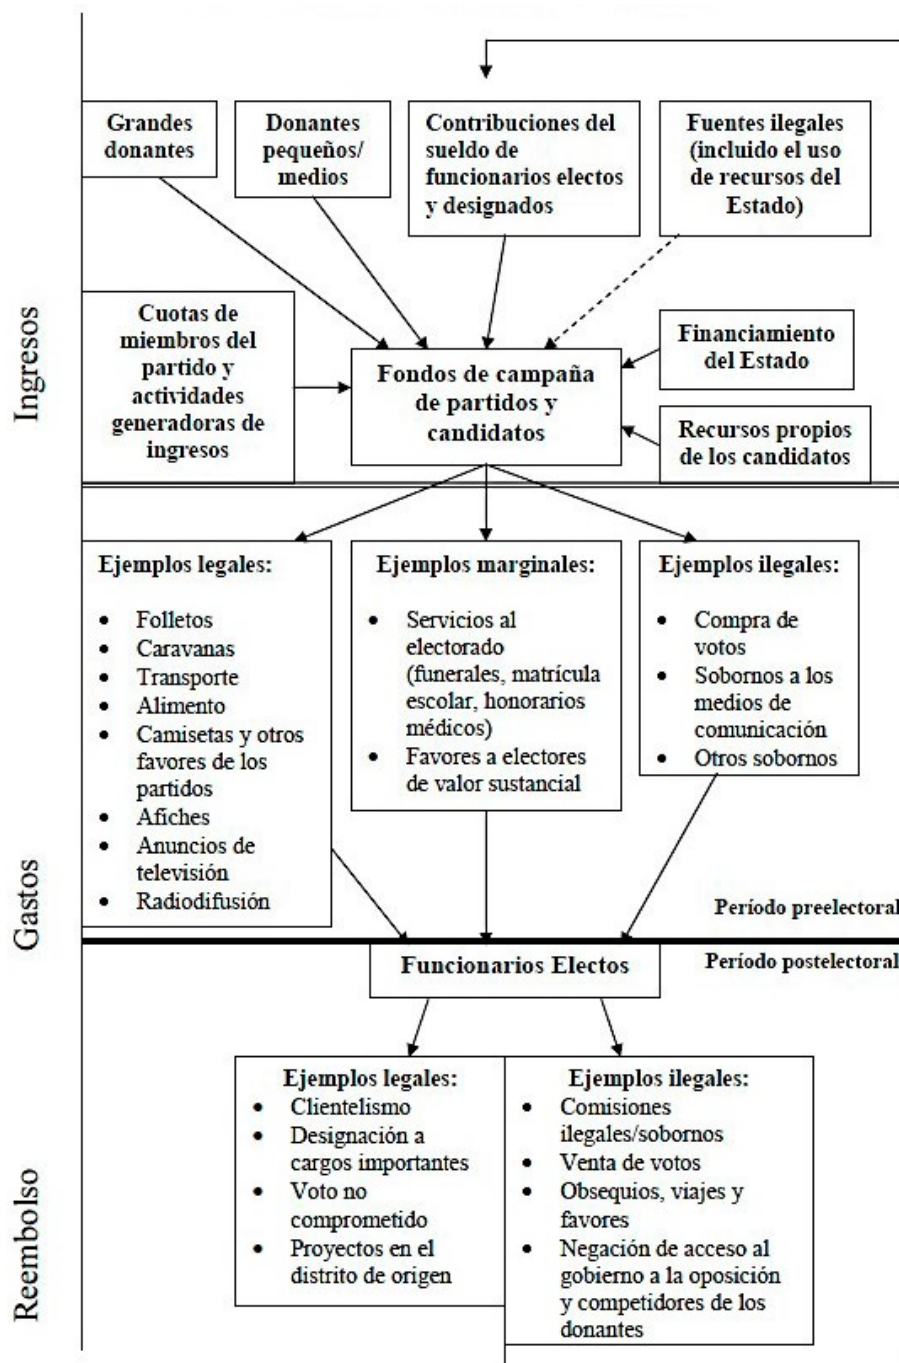 Grandes
donantes
Donantes
pequeños/
medios
Contribuciones del
sueldo de
funcionarios electos
y designados
Fuentes ilegales
(incluido el uso
de recursos del
Estado)
Ingresos
Cuotas de
miembros del
partido y
actividades
generadoras de
ingresos
Fondos de campaña
de partidos y
candidatos
Financiamiento
del Estado
Recursos propios
de los candidatos
Gastos
Ejemplos legales:
• Folletos
• Caravanas
• Transporte
• Alimento
• Camisetas y otros
favores de los
partidos
• Afiches
• Anuncios de
televisión
• Radiodifusión
Ejemplos marginales:
• Servicios al
electorado
(funerales, matrícula
escolar, honorarios
médicos)
• Favores a electores
de valor sustancial
Ejemplos ilegales:
• Compra de
votos
• Sobornos a los
medios de
comunicación
• Otros sobornos
Período preelectoral
Funcionarios Electos
Período postelectoral
Reembolso
Ejemplos legales:
• Clientelismo
• Designación a
cargos importantes
• Voto no
comprometido
• Proyectos en el
distrito de origen
Ejemplos ilegales:
• Comisiones
ilegales/sobornos
• Venta de votos
• Obsequios, viajes y
favores
• Negación de acceso al
gobierno a la oposición
y competidores de los
donantes